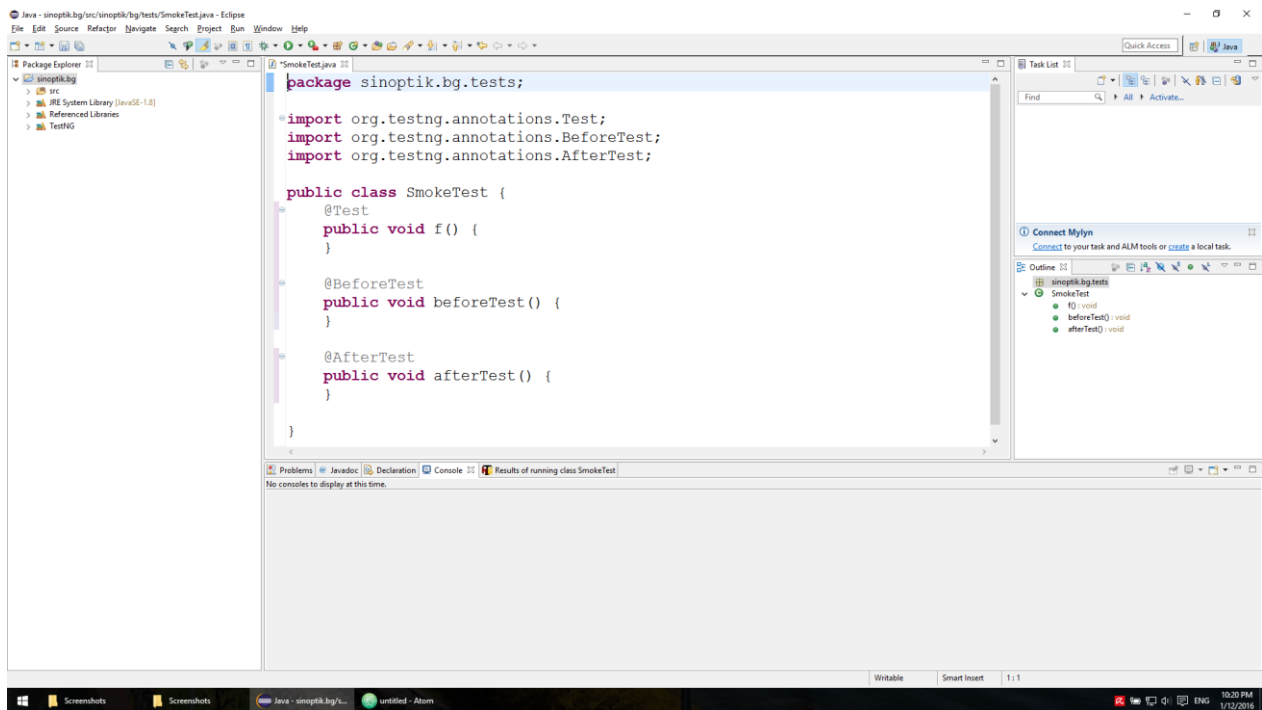 Java - sinoptik.bg/src/sinoptik/bg/tests/SmokeTest.java - Eclipse
File Edit Source Refactor Navigate Search Project Run Window Help
Quick Access
Java
Package Explorer
sinoptik.bg
src
JRE System Library [JavaSE-1.8]
Referenced Libraries
TestNG
*SmokeTest.java
package sinoptik.bg.tests;
import org.testng.annotations.Test;
import org.testng.annotations.BeforeTest;
import org.testng.annotations.AfterTest;
public class SmokeTest {
@Test
public void f() {
}
@BeforeTest
public void beforeTest() {
}
@AfterTest
public void afterTest() {
}
}
Task List
Find
All
Activate...
Connect Mylyn
Connect to your task and ALM tools or create a local task.
Outline
sinoptik.bg.tests
SmokeTest
f() : void
beforeTest() : void
afterTest() : void
Problems Javadoc Declaration Console Results of running class SmokeTest
No consoles to display at this time.
Writable Smart Insert 1 : 1
Screenshots Screenshots Java - sinoptik.bg/s... untitled - Atom ENG 10:20 PM
1/12/2016